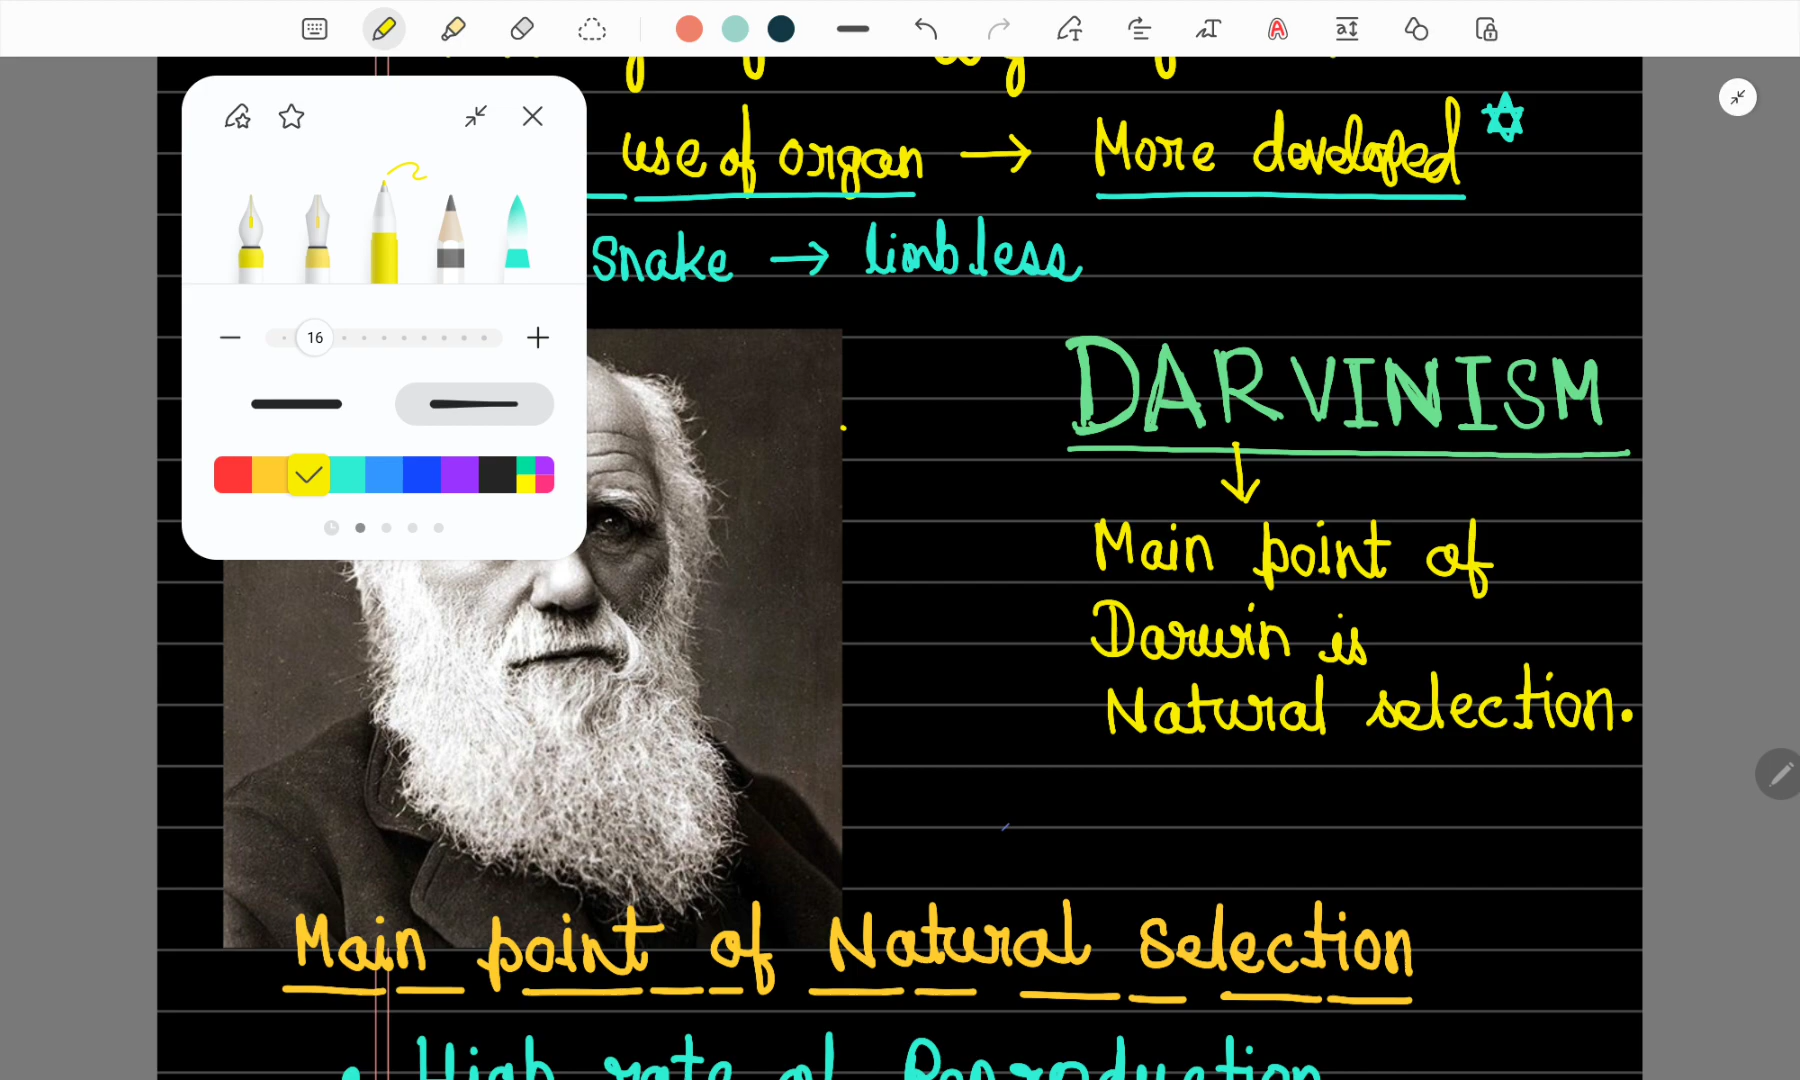 use of organ → More developed
Snake → limbless
16
DARVINISM
Main point of
Darwin is
Natural selection.
Main point of Natural Selection
• High rate of Reproduction